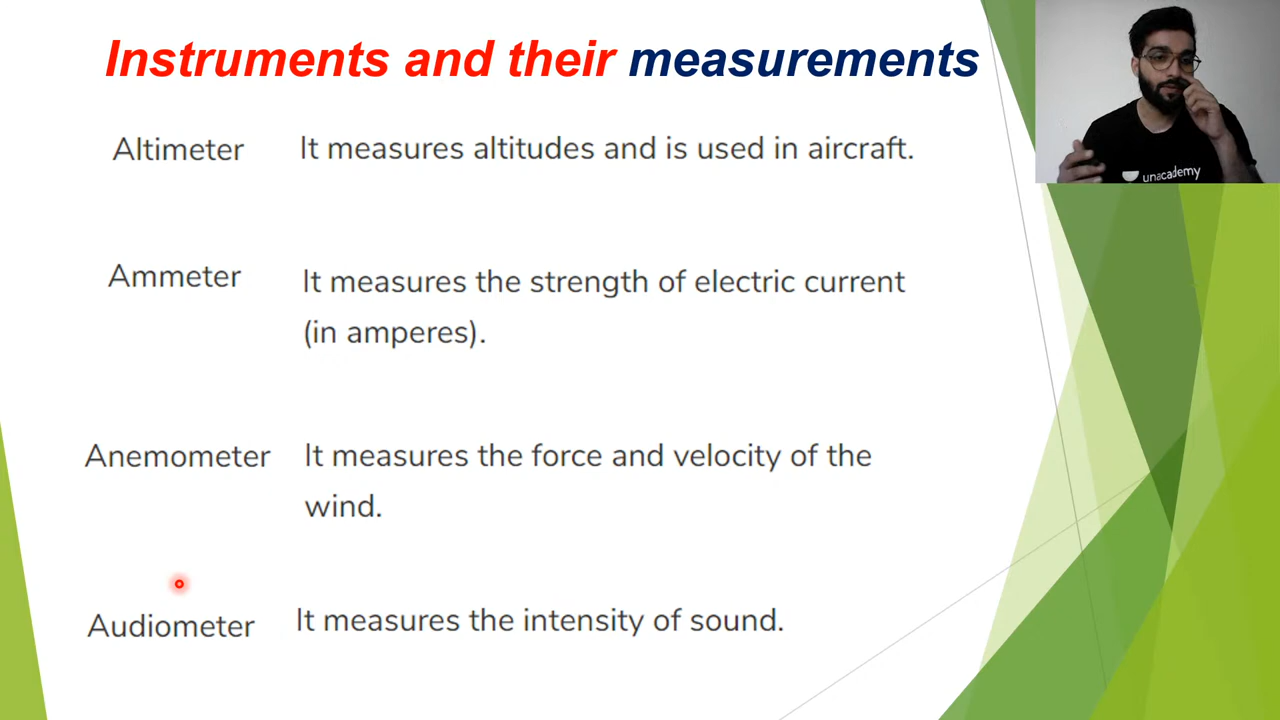 Instruments and their measurements
Altimeter It measures altitudes and is used in aircraft.
Ammeter It measures the strength of electric current
(in amperes).
Anemometer It measures the force and velocity of the
wind.
Audiometer It measures the intensity of sound.
unacademy